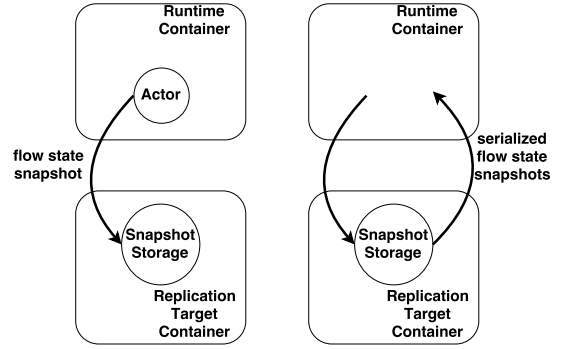 Runtime
Container
Actor
flow state
snapshot
Snapshot
Storage
Replication
Target
Container
Runtime
Container
serialized
flow state
snapshots
Snapshot
Storage
Replication
Target
Container